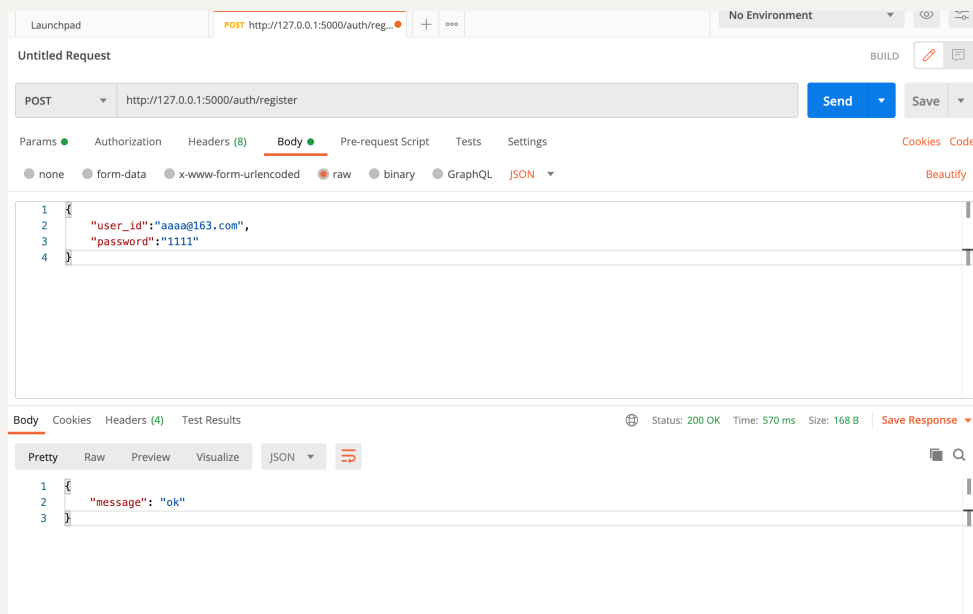 Launchpad
POST http://127.0.0.1:5000/auth/reg...
No Environment
Untitled Request
BUILD
POST
http://127.0.0.1:5000/auth/register
Send
Save
Params
Authorization
Headers (8)
Body
Pre-request Script
Tests
Settings
Cookies
Code
none
form-data
x-www-form-urlencoded
raw
binary
GraphQL
JSON
Beautify
1 {
2 "user_id":"aaaa@163.com",
3 "password":"1111"
4 }
Body
Cookies
Headers (4)
Test Results
Status: 200 OK
Time: 570 ms
Size: 168 B
Save Response
Pretty
Raw
Preview
Visualize
JSON
1 {
2 "message": "ok"
3 }